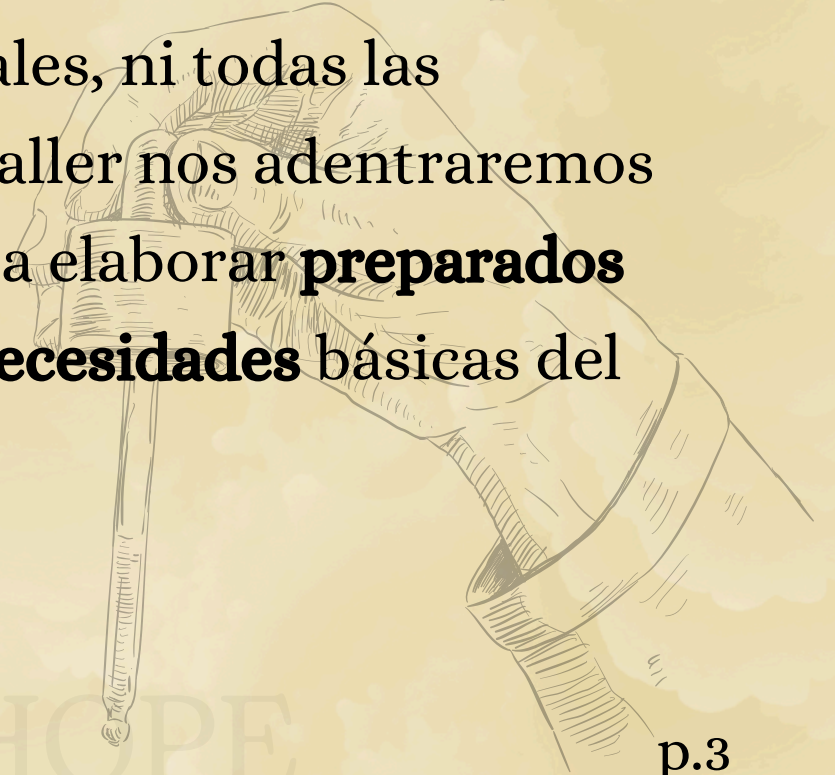 ales, ni todas las
aller nos adentraremos
a elaborar preparados
ecesidades básicas del
HOPE
p.3